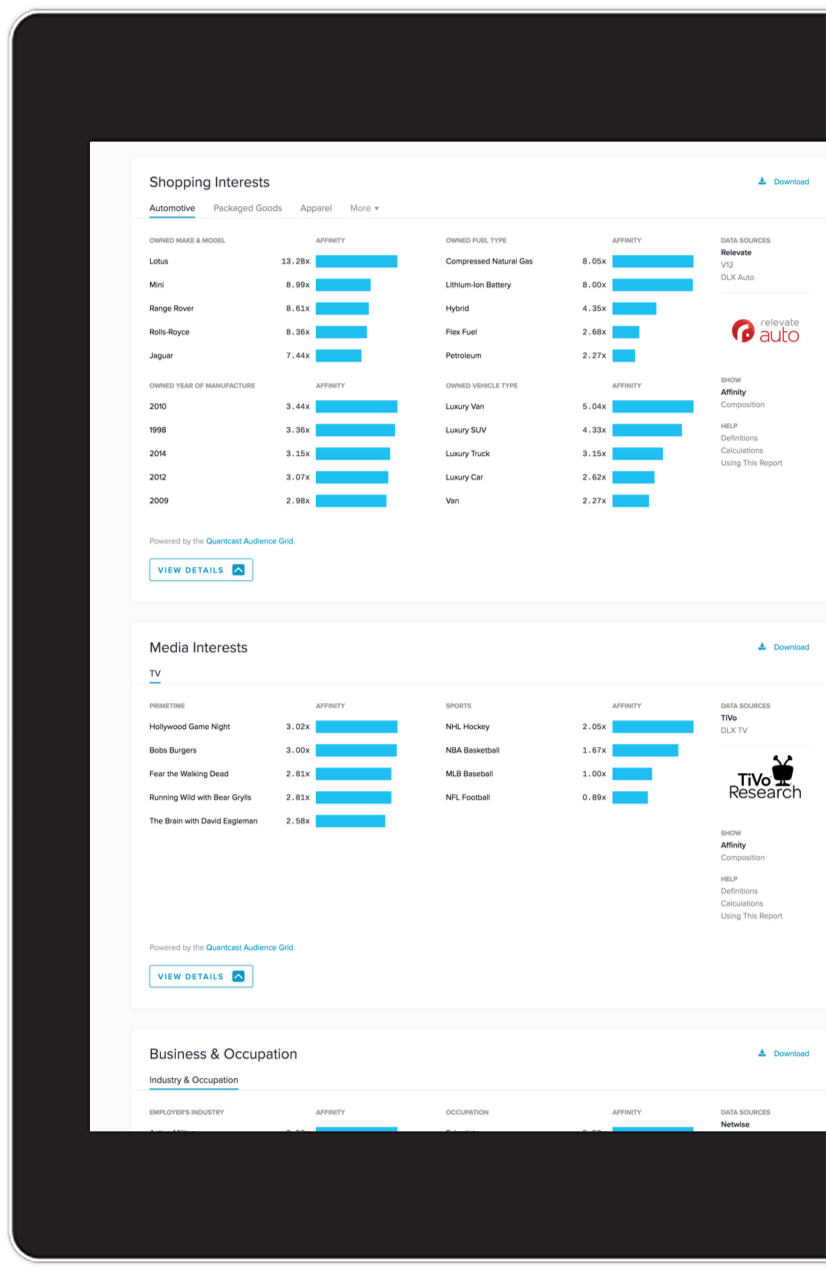 Shopping Interests
Download
Automotive Packaged Goods Apparel More ▾
OWNED MAKE & MODEL AFFINITY
Lotus 13.28x
Mini 8.99x
Range Rover 8.61x
Rolls-Royce 8.36x
Jaguar 7.44x
OWNED FUEL TYPE AFFINITY
Compressed Natural Gas 8.05x
Lithium-Ion Battery 8.00x
Hybrid 4.35x
Flex Fuel 2.68x
Petroleum 2.27x
OWNED YEAR OF MANUFACTURE AFFINITY
2010 3.44x
1998 3.36x
2014 3.15x
2012 3.07x
2009 2.98x
OWNED VEHICLE TYPE AFFINITY
Luxury Van 5.04x
Luxury SUV 4.33x
Luxury Truck 3.15x
Luxury Car 2.62x
Van 2.27x
DATA SOURCES
Relevate
V12
DLX Auto
relevate
auto
SHOW
Affinity
Composition
HELP
Definitions
Calculations
Using This Report
Powered by the Quantcast Audience Grid.
VIEW DETAILS
Media Interests
Download
TV
PRIMETIME AFFINITY
Hollywood Game Night 3.02x
Bobs Burgers 3.00x
Fear the Walking Dead 2.81x
Running Wild with Bear Grylls 2.81x
The Brain with David Eagleman 2.58x
SPORTS AFFINITY
NHL Hockey 2.05x
NBA Basketball 1.67x
MLB Baseball 1.00x
NFL Football 0.89x
DATA SOURCES
TiVo
DLX TV
TiVo
Research
SHOW
Affinity
Composition
HELP
Definitions
Calculations
Using This Report
Powered by the Quantcast Audience Grid.
VIEW DETAILS
Business & Occupation
Download
Industry & Occupation
EMPLOYER'S INDUSTRY AFFINITY
OCCUPATION AFFINITY
DATA SOURCES
Netwise